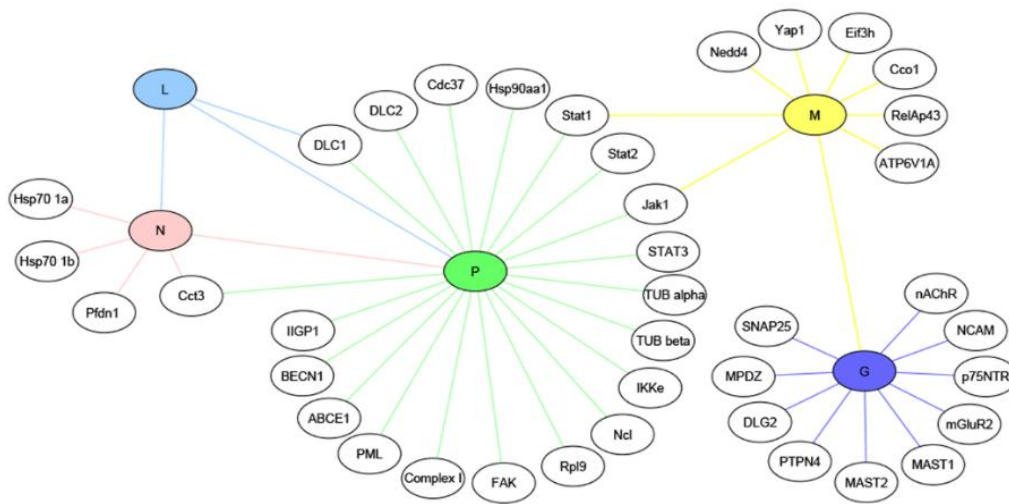 Yap1
Eif3h
Nedd4
Cco1
L
Cdc37
Hsp90aa1
DLC2
Stat1
M
RelAp43
DLC1
Stat2
ATP6V1A
Hsp70 1a
Jak1
N
STAT3
Hsp70 1b
P
Cct3
TUB alpha
nAChR
Pfdn1
SNAP25
IIGP1
TUB beta
NCAM
BECN1
IKKe
MPDZ
G
p75NTR
ABCE1
DLG2
mGluR2
Ncl
PML
PTPN4
MAST1
Rpl9
Complex I
FAK
MAST2